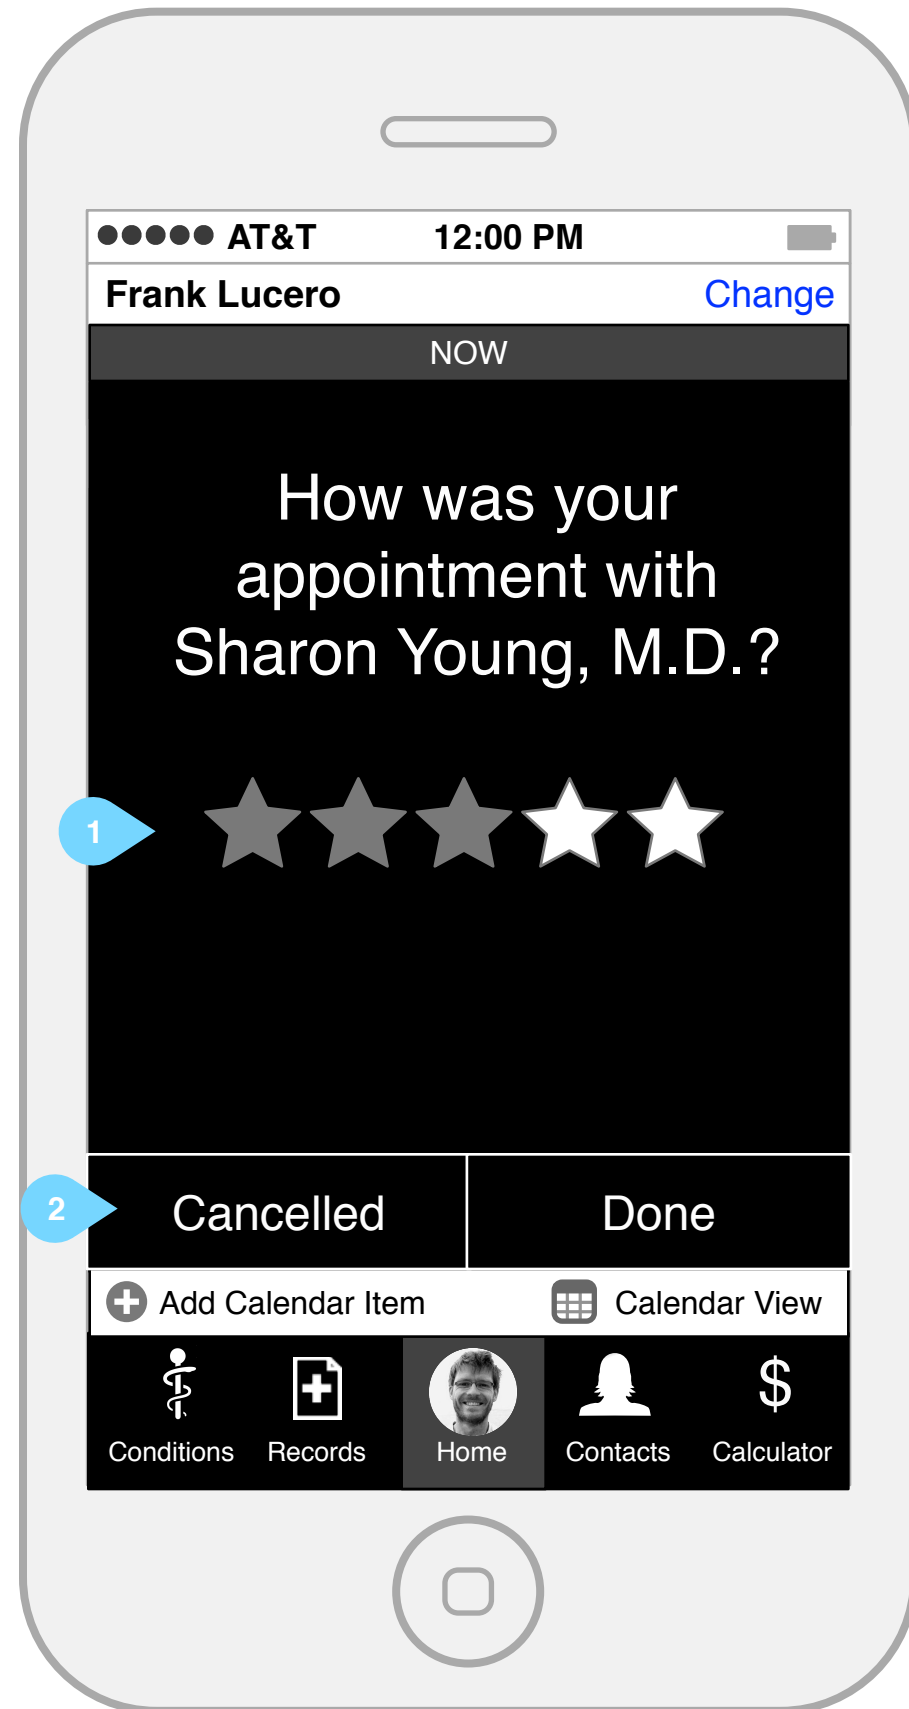 AT&T 12:00 PM
Frank Lucero Change
NOW
How was your
appointment with
Sharon Young, M.D.?
1
2 Cancelled Done
Add Calendar Item Calendar View
$
Conditions Records Home Contacts Calculator